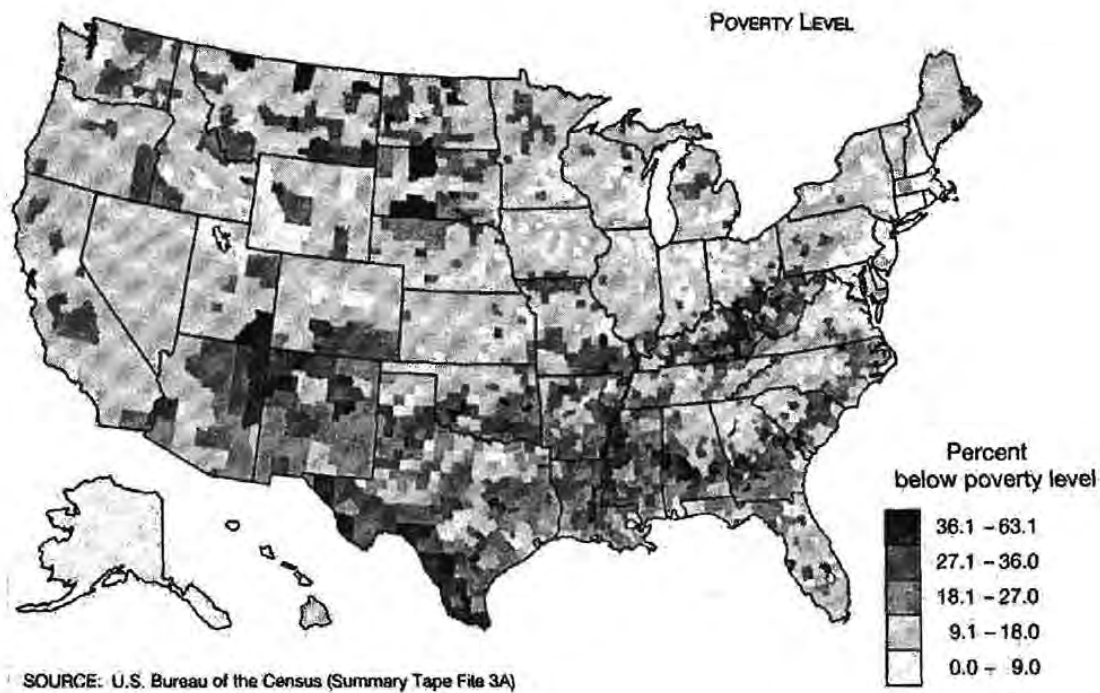 POVERTY LEVEL
Percent
below poverty level
36.1 – 63.1
27.1 – 36.0
18.1 – 27.0
9.1 – 18.0
0.0 – 9.0
SOURCE: U.S. Bureau of the Census (Summary Tape File 3A)